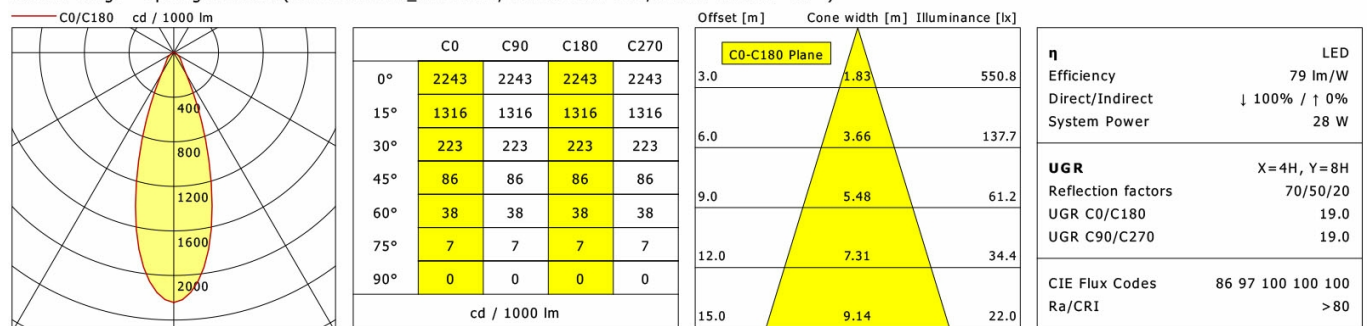 C0/C180 cd / 1000 lm
400
800
1200
1600
2000
C0 C90 C180 C270
0° 2243 2243 2243 2243
15° 1316 1316 1316 1316
30° 223 223 223 223
45° 86 86 86 86
60° 38 38 38 38
75° 7 7 7 7
90° 0 0 0 0
cd / 1000 lm
Offset [m] Cone width [m] Illuminance [lx]
C0-C180 Plane
3.0 1.83 550.8
6.0 3.66 137.7
9.0 5.48 61.2
12.0 7.31 34.4
15.0 9.14 22.0
η LED
Efficiency 79 lm/W
Direct/Indirect ↓ 100% / ↑ 0%
System Power 28 W
UGR X=4H, Y=8H
Reflection factors 70/50/20
UGR C0/C180 19.0
UGR C90/C270 19.0
CIE Flux Codes 86 97 100 100 100
Ra/CRI >80